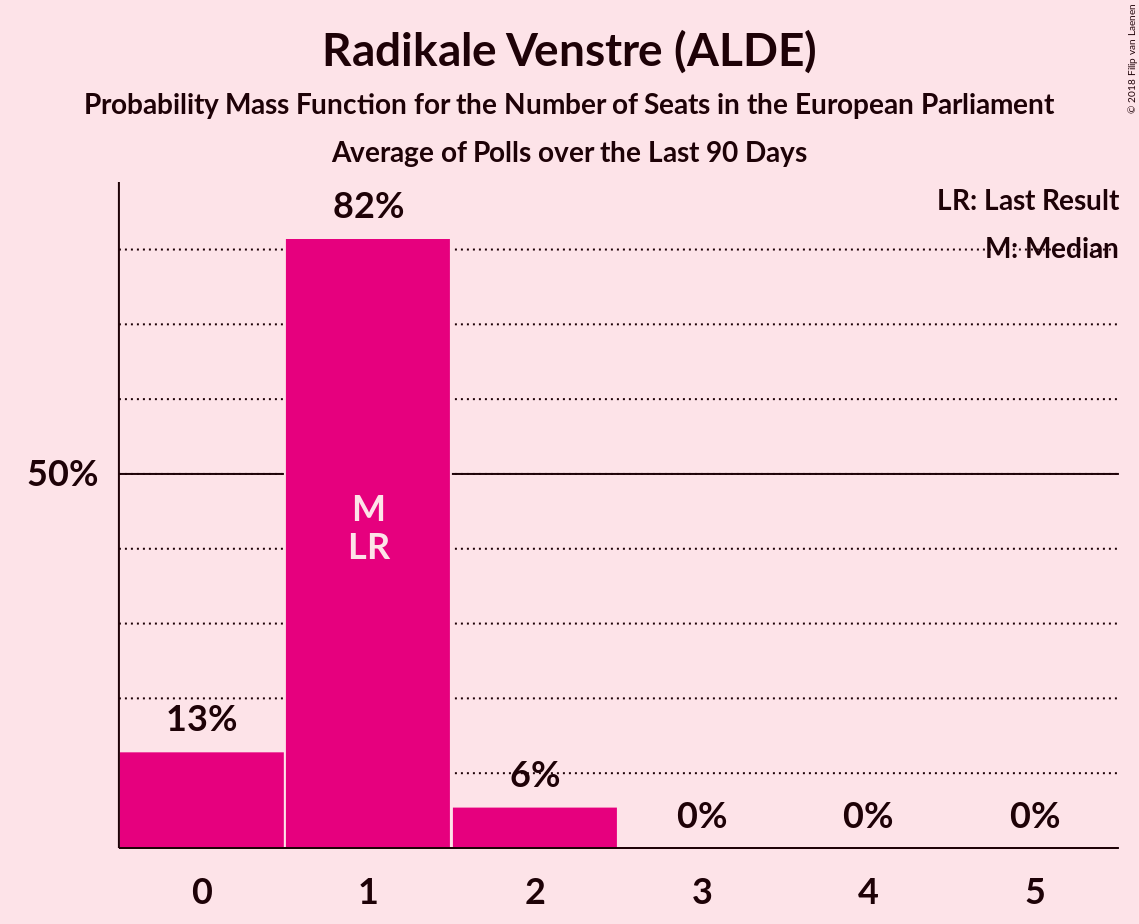 Radikale Venstre (ALDE)
Probability Mass Function for the Number of Seats in the European Parliament
Average of Polls over the Last 90 Days
© 2018 Filip van Laenen
LR: Last Result
M: Median
82%
50%
M
LR
13%
6%
0%
0%
0%
0
1
2
3
4
5